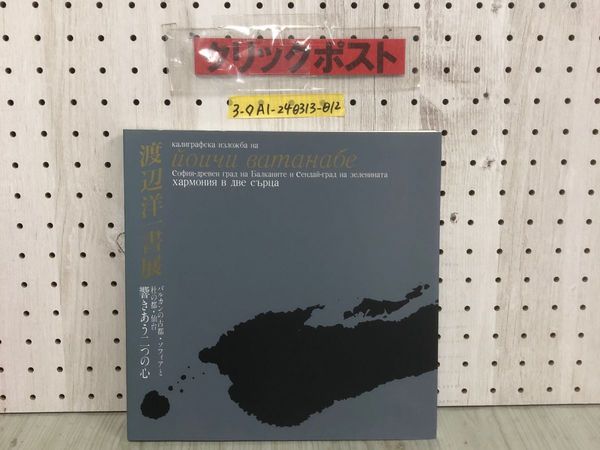 クリックポスト
3-◇A1-240313-012
калиграфска изложба на
йоичи ватанабе
София-древен град на Балканите и Сендай-град на зеленината
хармония в две сърца
渡辺洋一書展
バルカンの古都・ソフィアと
杜の都・仙台
響きあう二つの心